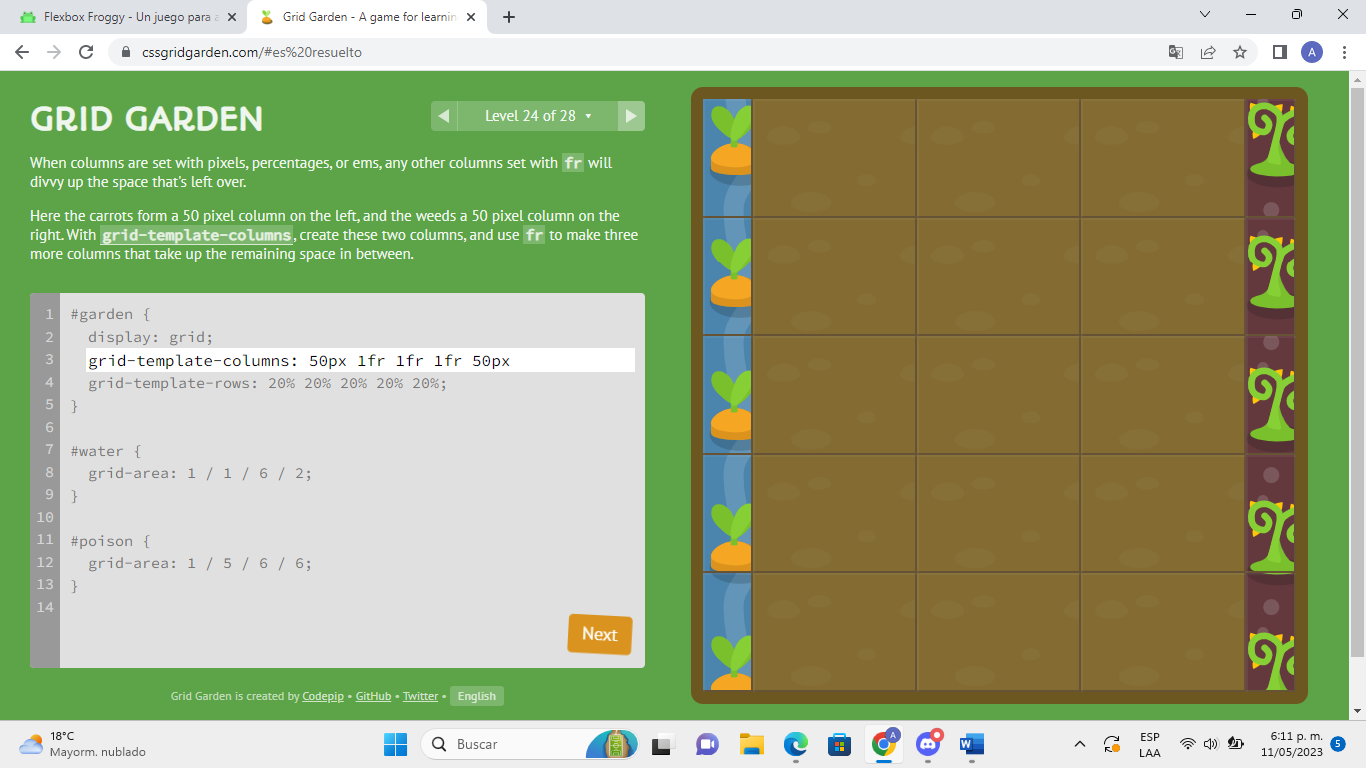 Flexbox Froggy - Un juego para a
Grid Garden - A game for learnin
cssgridgarden.com/#es%20resuelto
A
GRID GARDEN
Level 24 of 28
When columns are set with pixels, percentages, or ems, any other columns set with fr will
divvy up the space that's left over.
Here the carrots form a 50 pixel column on the left, and the weeds a 50 pixel column on the
right. With grid-template-columns, create these two columns, and use fr to make three
more columns that take up the remaining space in between.
1 #garden {
2 display: grid;
3 grid-template-columns: 50px 1fr 1fr 1fr 50px
4 grid-template-rows: 20% 20% 20% 20% 20%;
5 }
6
7 #water {
8 grid-area: 1 / 1 / 6 / 2;
9 }
10
11 #poison {
12 grid-area: 1 / 5 / 6 / 6;
13 }
14
Next
Grid Garden is created by Codepip • GitHub • Twitter • English
18°C
Mayorm. nublado
Buscar
A
W
ESP
LAA
6:11 p. m.
11/05/2023
5